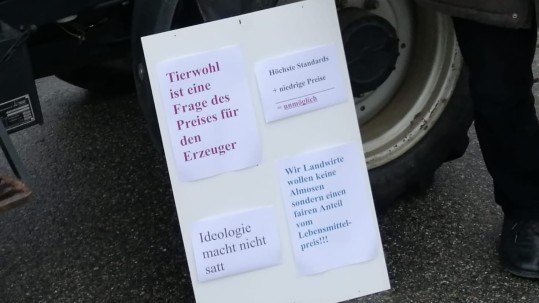 Tierwohl
ist eine
Frage des
Preises für
den
Erzeuger
Höchste Standards
+ niedrige Preise
= unmöglich
Wir Landwirte
wollen keine
Almosen
sondern einen
fairen Anteil
vom
Lebensmittel-
preis!!!
Ideologie
macht nicht
satt